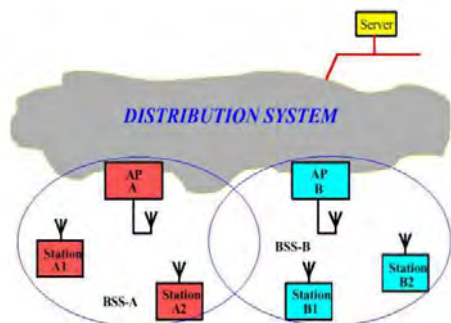 Server
DISTRIBUTION SYSTEM
AP
A
AP
B
Station
A1
BSS-A
Station
A2
BSS-B
Station
B1
Station
B2